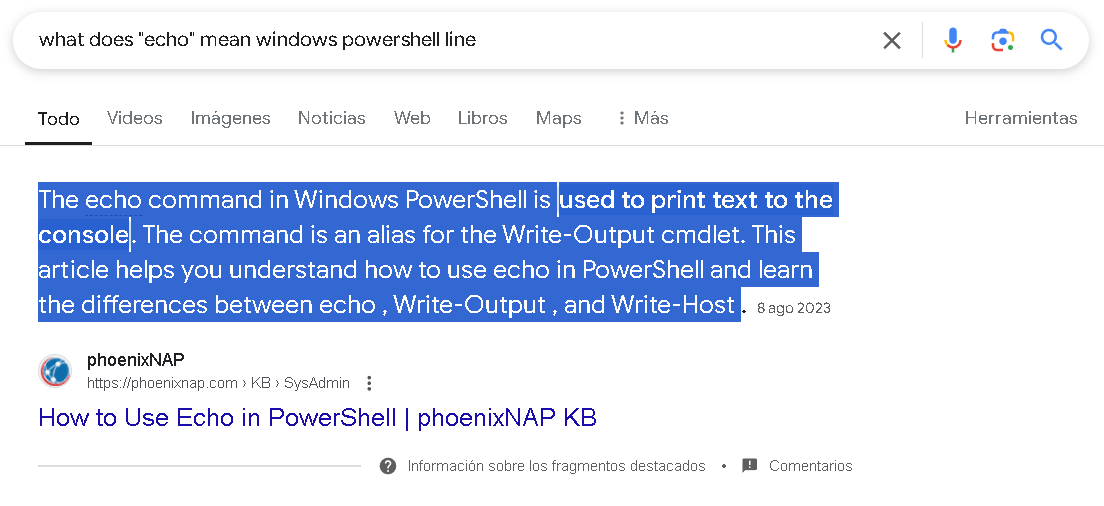 what does "echo" mean windows powershell line
Todo Videos Imágenes Noticias Web Libros Maps Más Herramientas
The echo command in Windows PowerShell is used to print text to the
console. The command is an alias for the Write-Output cmdlet. This
article helps you understand how to use echo in PowerShell and learn
the differences between echo , Write-Output , and Write-Host . 8 ago 2023
phoenixNAP
https://phoenixnap.com › KB › SysAdmin
How to Use Echo in PowerShell | phoenixNAP KB
Información sobre los fragmentos destacados • Comentarios